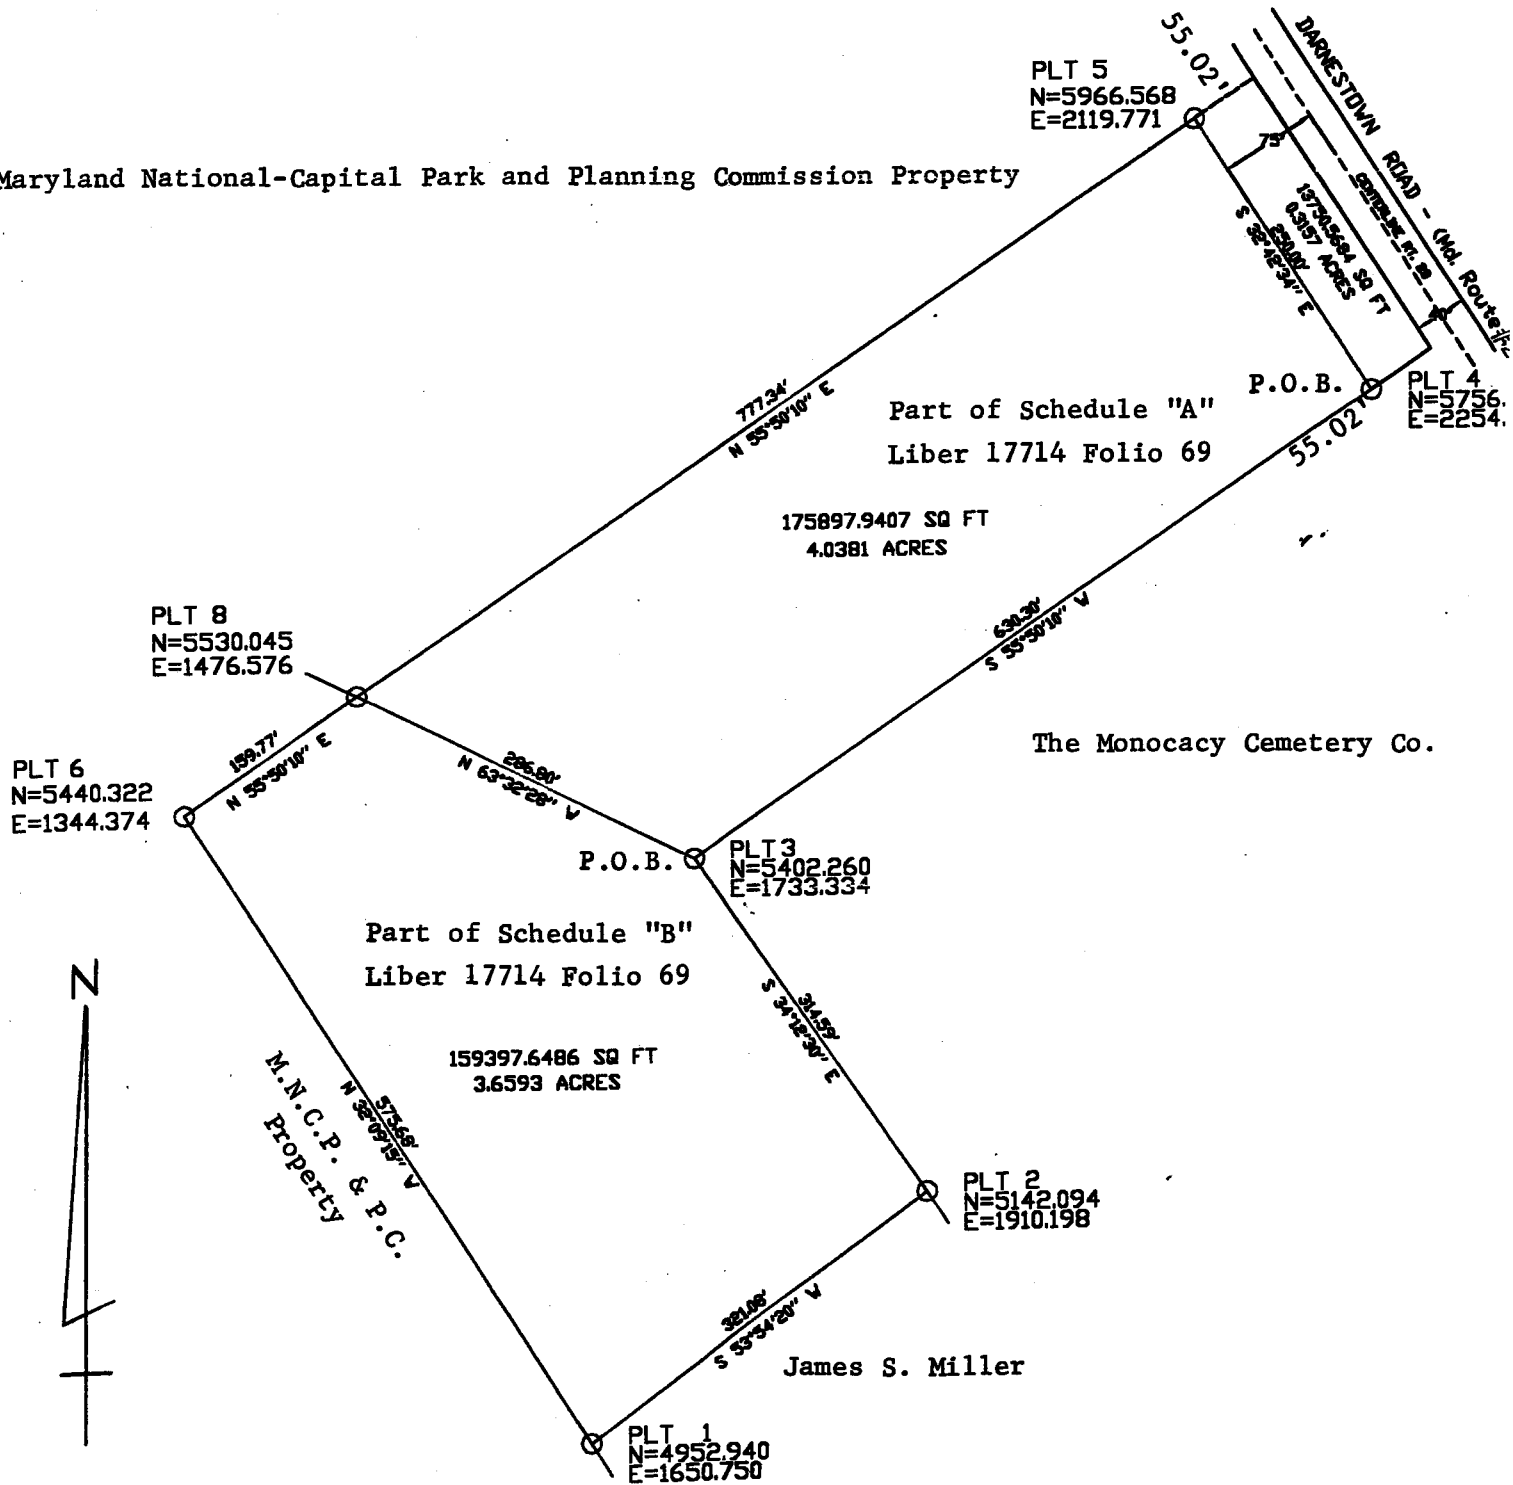 55.02'
DARNESTOWN ROAD - (Md. Route
PLT 5
N=5966.568
E=2119.771
75'
Maryland National-Capital Park and Planning Commission Property
CENTERLINE RT. 28
13750.5684 SQ FT
0.3157 ACRES
250.00'
S 32°42'34" E
40'
P.O.B.
PLT 4
N=5756.
E=2254.
55.02'
777.34'
N 55°50'10" E
Part of Schedule "A"
Liber 17714 Folio 69
175897.9407 SQ FT
4.0381 ACRES
630.30'
S 55°50'10" W
PLT 8
N=5530.045
E=1476.576
The Monocacy Cemetery Co.
159.77'
N 55°50'10" E
286.80'
N 63°32'28" W
PLT 6
N=5440.322
E=1344.374
P.O.B.
PLT 3
N=5402.260
E=1733.334
Part of Schedule "B"
Liber 17714 Folio 69
N
314.59'
S 34°12'30" E
159397.6486 SQ FT
3.6593 ACRES
575.68'
N 32°09'15" W
M.N.C.P. & P.C.
Property
PLT 2
N=5142.094
E=1910.198
321.08'
S 53°54'20" W
James S. Miller
PLT 1
N=4952.940
E=1650.750